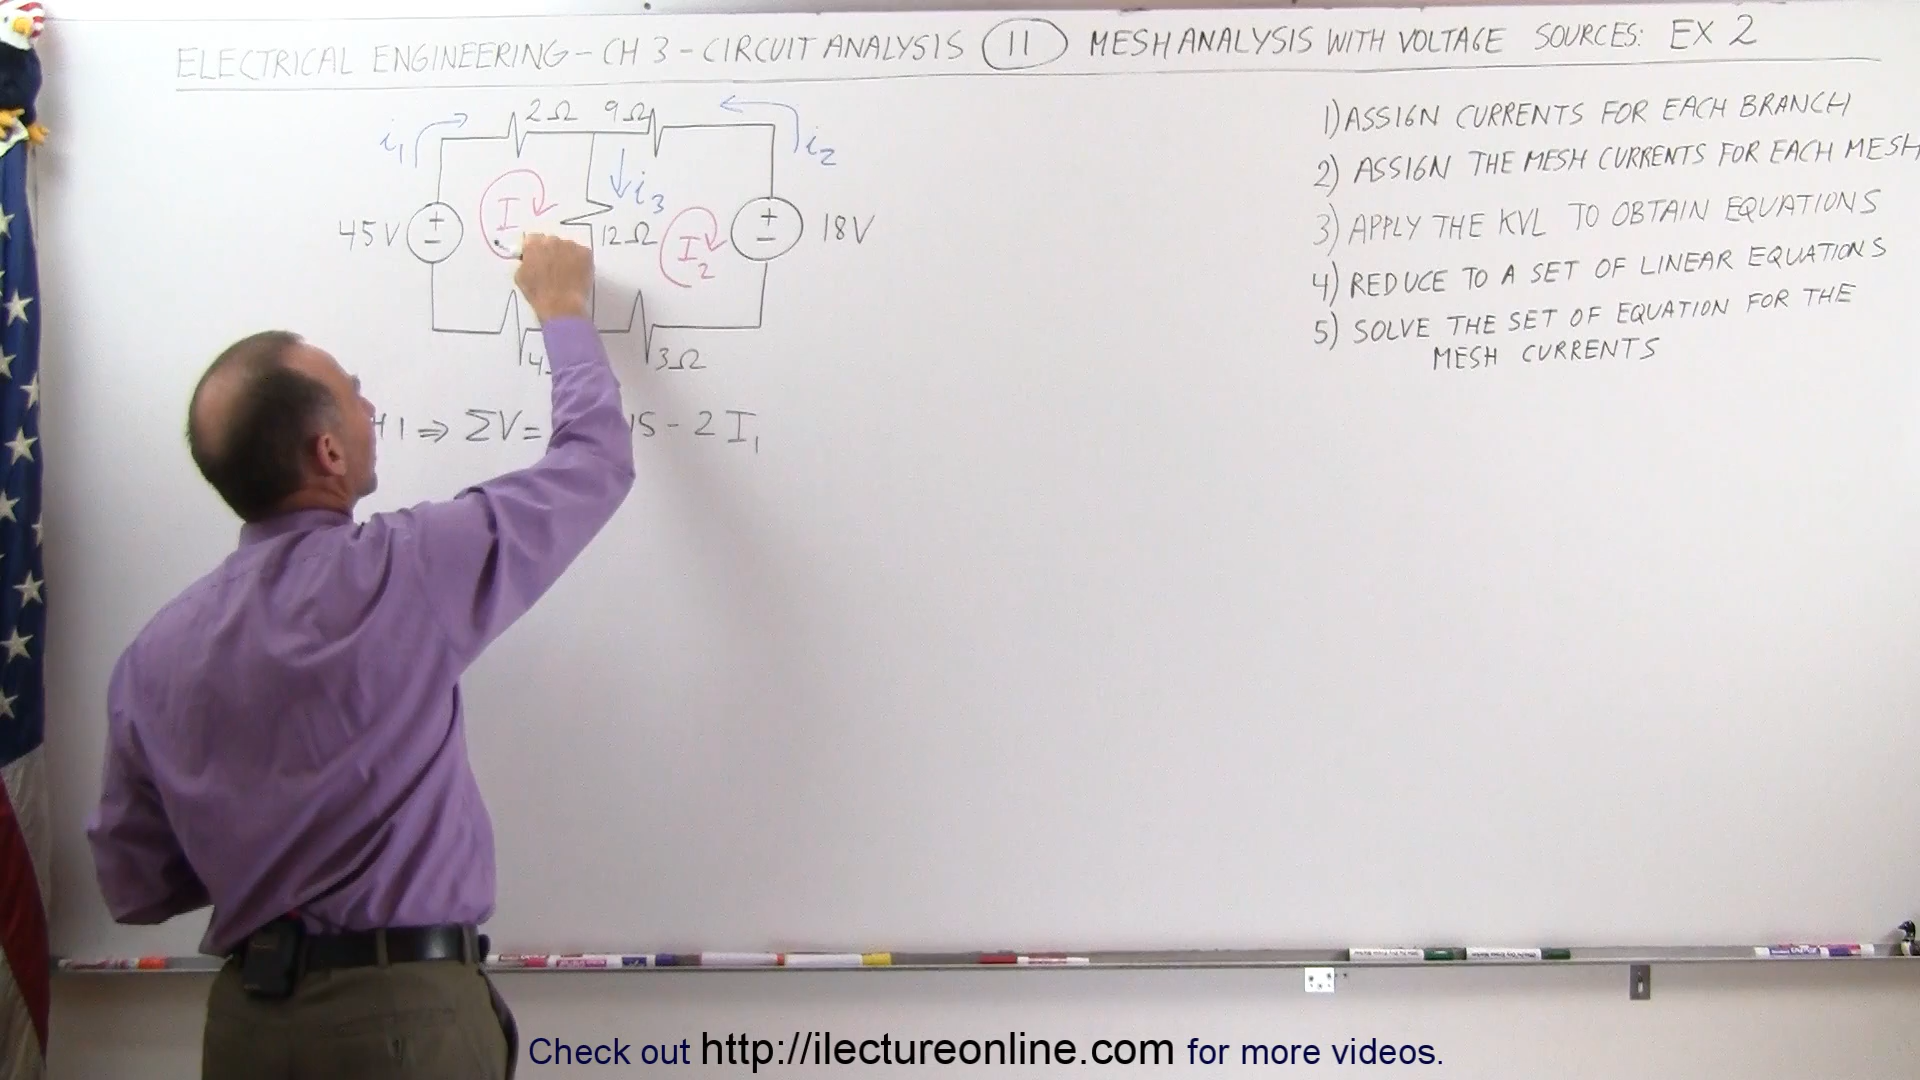 ELECTRICAL ENGINEERING - CH 3 - CIRCUIT ANALYSIS 11 MESH ANALYSIS WITH VOLTAGE SOURCES: EX 2
1) ASSIGN CURRENTS FOR EACH BRANCH
2) ASSIGN THE MESH CURRENTS FOR EACH MESH
3) APPLY THE KVL TO OBTAIN EQUATIONS
4) REDUCE TO A SET OF LINEAR EQUATIONS
5) SOLVE THE SET OF EQUATION FOR THE
MESH CURRENTS
2Ω 9Ω
i₁ i₂
i₃
I
45V + − 12Ω I₂ + − 18V
4 3Ω
1 ⇒ ΣV = 5 - 2 I₁
Check out http://ilectureonline.com for more videos.